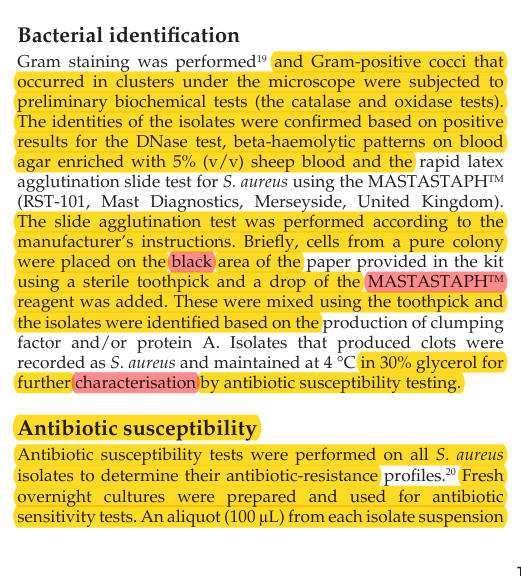 Bacterial identification
Gram staining was performed19 and Gram-positive cocci that
occurred in clusters under the microscope were subjected to
preliminary biochemical tests (the catalase and oxidase tests).
The identities of the isolates were confirmed based on positive
results for the DNase test, beta-haemolytic patterns on blood
agar enriched with 5% (v/v) sheep blood and the rapid latex
agglutination slide test for S. aureus using the MASTASTAPH™
(RST-101, Mast Diagnostics, Merseyside, United Kingdom).
The slide agglutination test was performed according to the
manufacturer’s instructions. Briefly, cells from a pure colony
were placed on the black area of the paper provided in the kit
using a sterile toothpick and a drop of the MASTASTAPH™
reagent was added. These were mixed using the toothpick and
the isolates were identified based on the production of clumping
factor and/or protein A. Isolates that produced clots were
recorded as S. aureus and maintained at 4 °C in 30% glycerol for
further characterisation by antibiotic susceptibility testing.
Antibiotic susceptibility
Antibiotic susceptibility tests were performed on all S. aureus
isolates to determine their antibiotic-resistance profiles.20 Fresh
overnight cultures were prepared and used for antibiotic
sensitivity tests. An aliquot (100 µL) from each isolate suspension